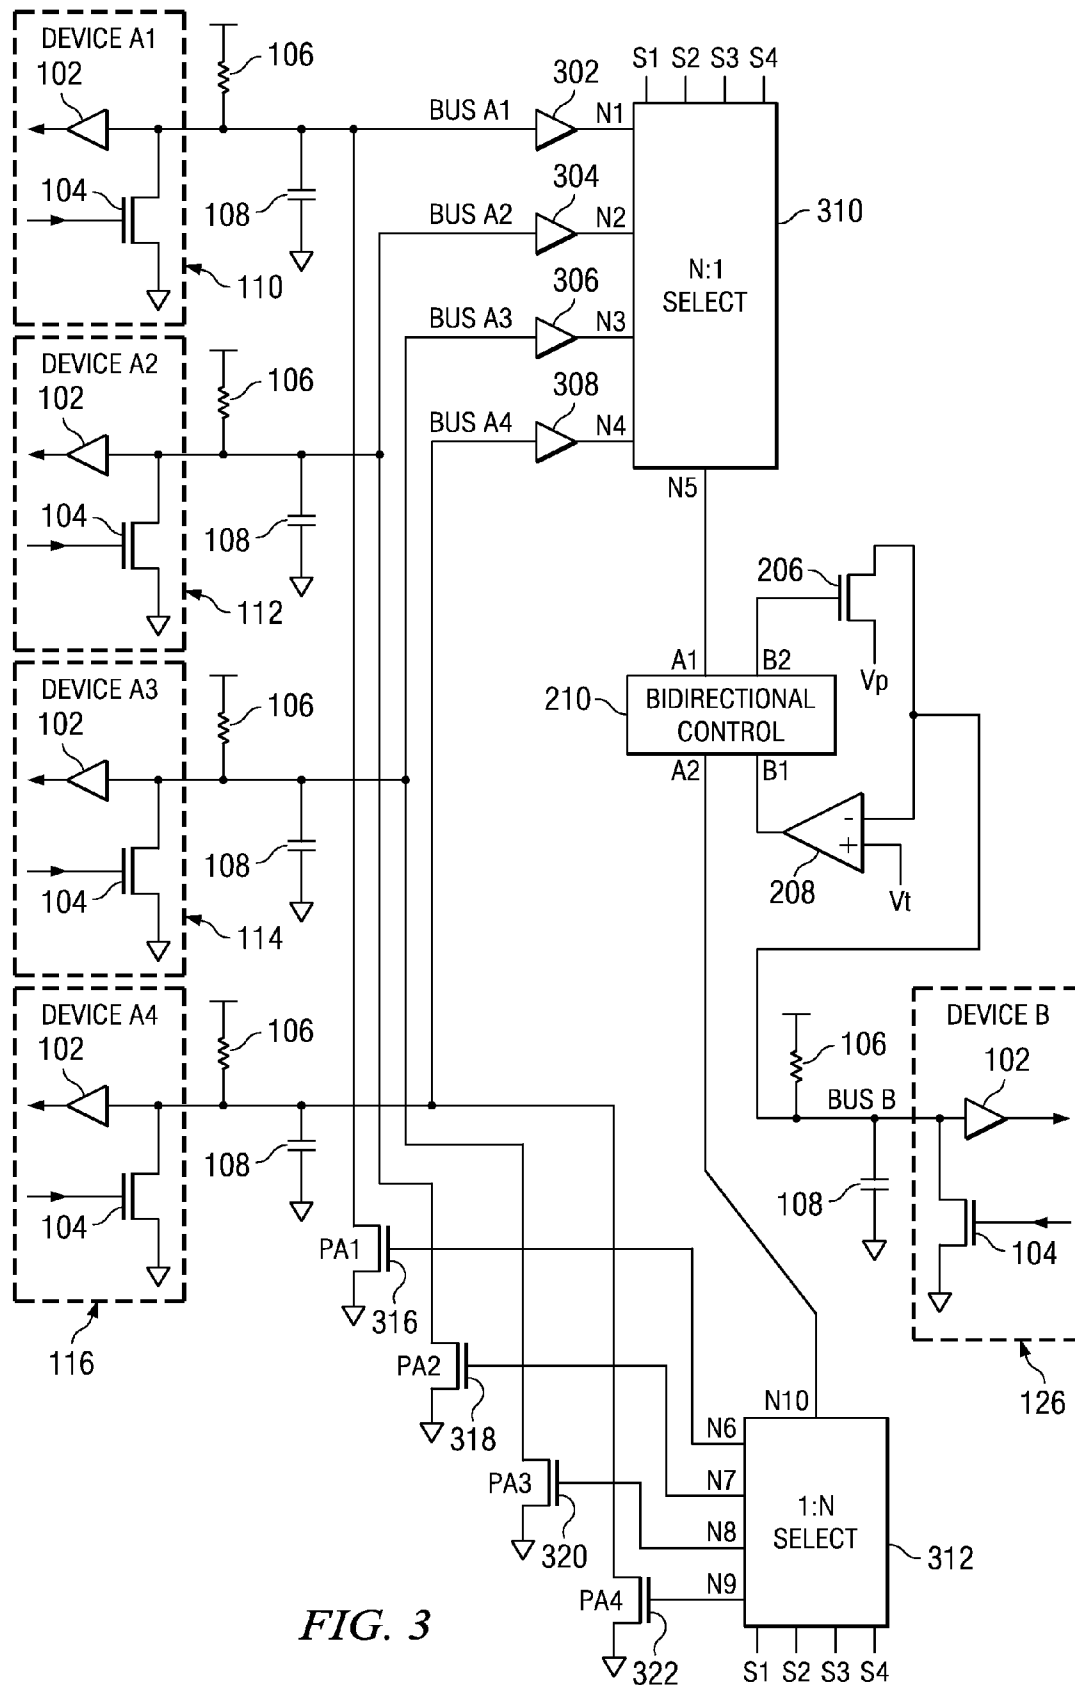 DEVICE A1
102
106
104
108
110
BUS A1
302
N1
S1 S2 S3 S4
BUS A2
304
N2
310
N:1
SELECT
BUS A3
306
N3
BUS A4
308
N4
N5
DEVICE A2
102
106
104
108
112
206
Vp
A1
B2
210
BIDIRECTIONAL
CONTROL
A2
B1
-
+
208
Vt
DEVICE A3
102
106
104
108
114
DEVICE A4
102
106
104
108
116
DEVICE B
106
102
BUS B
108
104
126
PA1
316
PA2
318
PA3
320
PA4
322
N10
N6
N7
N8
N9
1:N
SELECT
312
S1 S2 S3 S4
FIG. 3